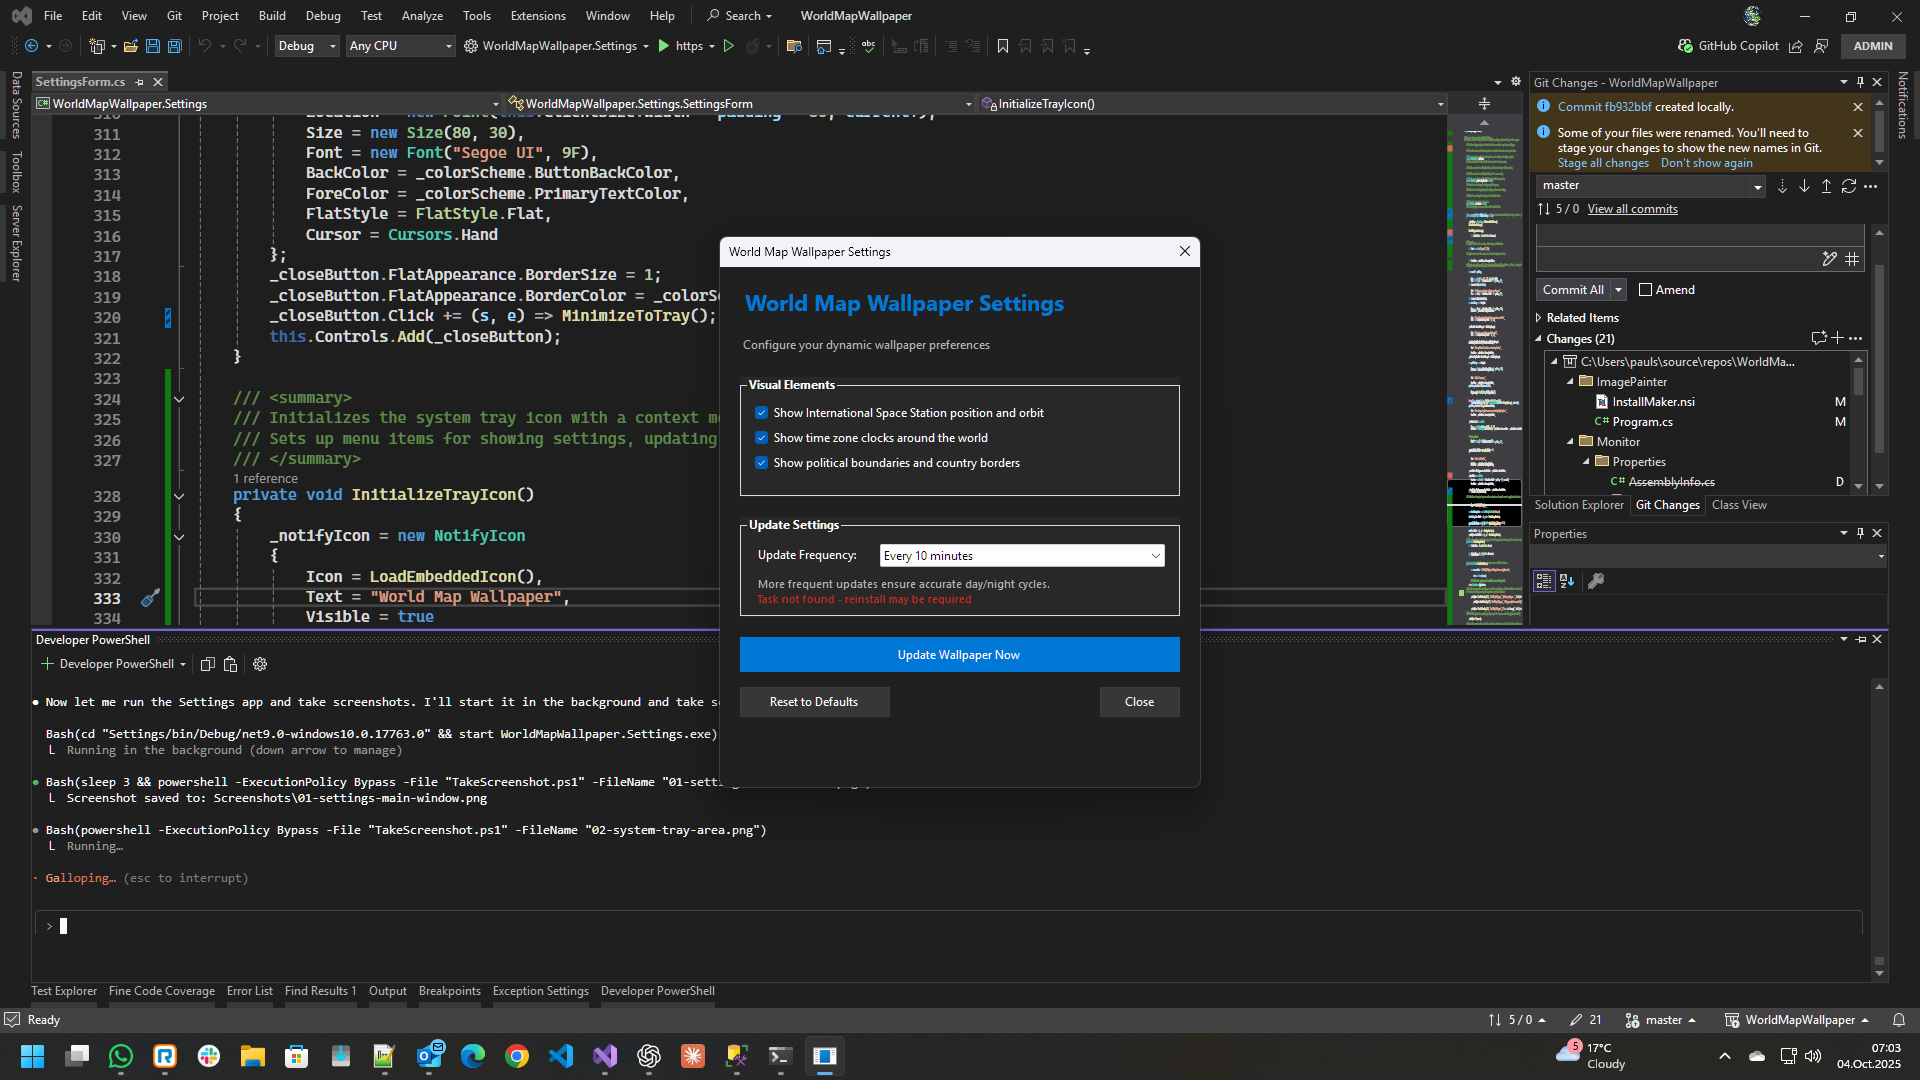 File Edit View Git Project Build Debug Test Analyze Tools Extensions Window Help Search WorldMapWallpaper
Debug Any CPU WorldMapWallpaper.Settings https GitHub Copilot ADMIN
SettingsForm.cs
WorldMapWallpaper.Settings WorldMapWallpaper.Settings.SettingsForm InitializeTrayIcon()
Data Sources
Toolbox
Server Explorer
311 Size = new Size(80, 30),
312 Font = new Font("Segoe UI", 9F),
313 BackColor = _colorScheme.ButtonBackColor,
314 ForeColor = _colorScheme.PrimaryTextColor,
315 FlatStyle = FlatStyle.Flat,
316 Cursor = Cursors.Hand
317 };
318 _closeButton.FlatAppearance.BorderSize = 1;
319 _closeButton.FlatAppearance.BorderColor = _colorS
320 _closeButton.Click += (s, e) => MinimizeToTray();
321 this.Controls.Add(_closeButton);
322 }
323
324 /// <summary>
325 /// Initializes the system tray icon with a context m
326 /// Sets up menu items for showing settings, updating
327 /// </summary>
1 reference
328 private void InitializeTrayIcon()
329 {
330 _notifyIcon = new NotifyIcon
331 {
332 Icon = LoadEmbeddedIcon(),
333 Text = "World Map Wallpaper",
334 Visible = true
World Map Wallpaper Settings
World Map Wallpaper Settings
Configure your dynamic wallpaper preferences
Visual Elements
Show International Space Station position and orbit
Show time zone clocks around the world
Show political boundaries and country borders
Update Settings
Update Frequency: Every 10 minutes
More frequent updates ensure accurate day/night cycles.
Task not found - reinstall may be required
Update Wallpaper Now
Reset to Defaults Close
Git Changes - WorldMapWallpaper
Commit fb932bbf created locally.
Some of your files were renamed. You'll need to
stage your changes to show the new names in Git.
Stage all changes Don't show again
master
5 / 0 View all commits
Commit All Amend
Related Items
Changes (21)
C:\Users\pauls\source\repos\WorldMa...
ImagePainter
InstallMaker.nsi M
Program.cs M
Monitor
Properties
AssemblyInfo.cs D
Solution Explorer Git Changes Class View
Properties
Notifications
Developer PowerShell
Developer PowerShell
● Now let me run the Settings app and take screenshots. I'll start it in the background and take s
Bash(cd "Settings/bin/Debug/net9.0-windows10.0.17763.0" && start WorldMapWallpaper.Settings.exe)
Running in the background (down arrow to manage)
● Bash(sleep 3 && powershell -ExecutionPolicy Bypass -File "TakeScreenshot.ps1" -FileName "01-setti
Screenshot saved to: Screenshots\01-settings-main-window.png
● Bash(powershell -ExecutionPolicy Bypass -File "TakeScreenshot.ps1" -FileName "02-system-tray-area.png")
Running…
· Galloping… (esc to interrupt)
>
Test Explorer Fine Code Coverage Error List Find Results 1 Output Breakpoints Exception Settings Developer PowerShell
Ready 5 / 0 21 master WorldMapWallpaper
5 17°C
Cloudy
07:03
04.Oct.2025